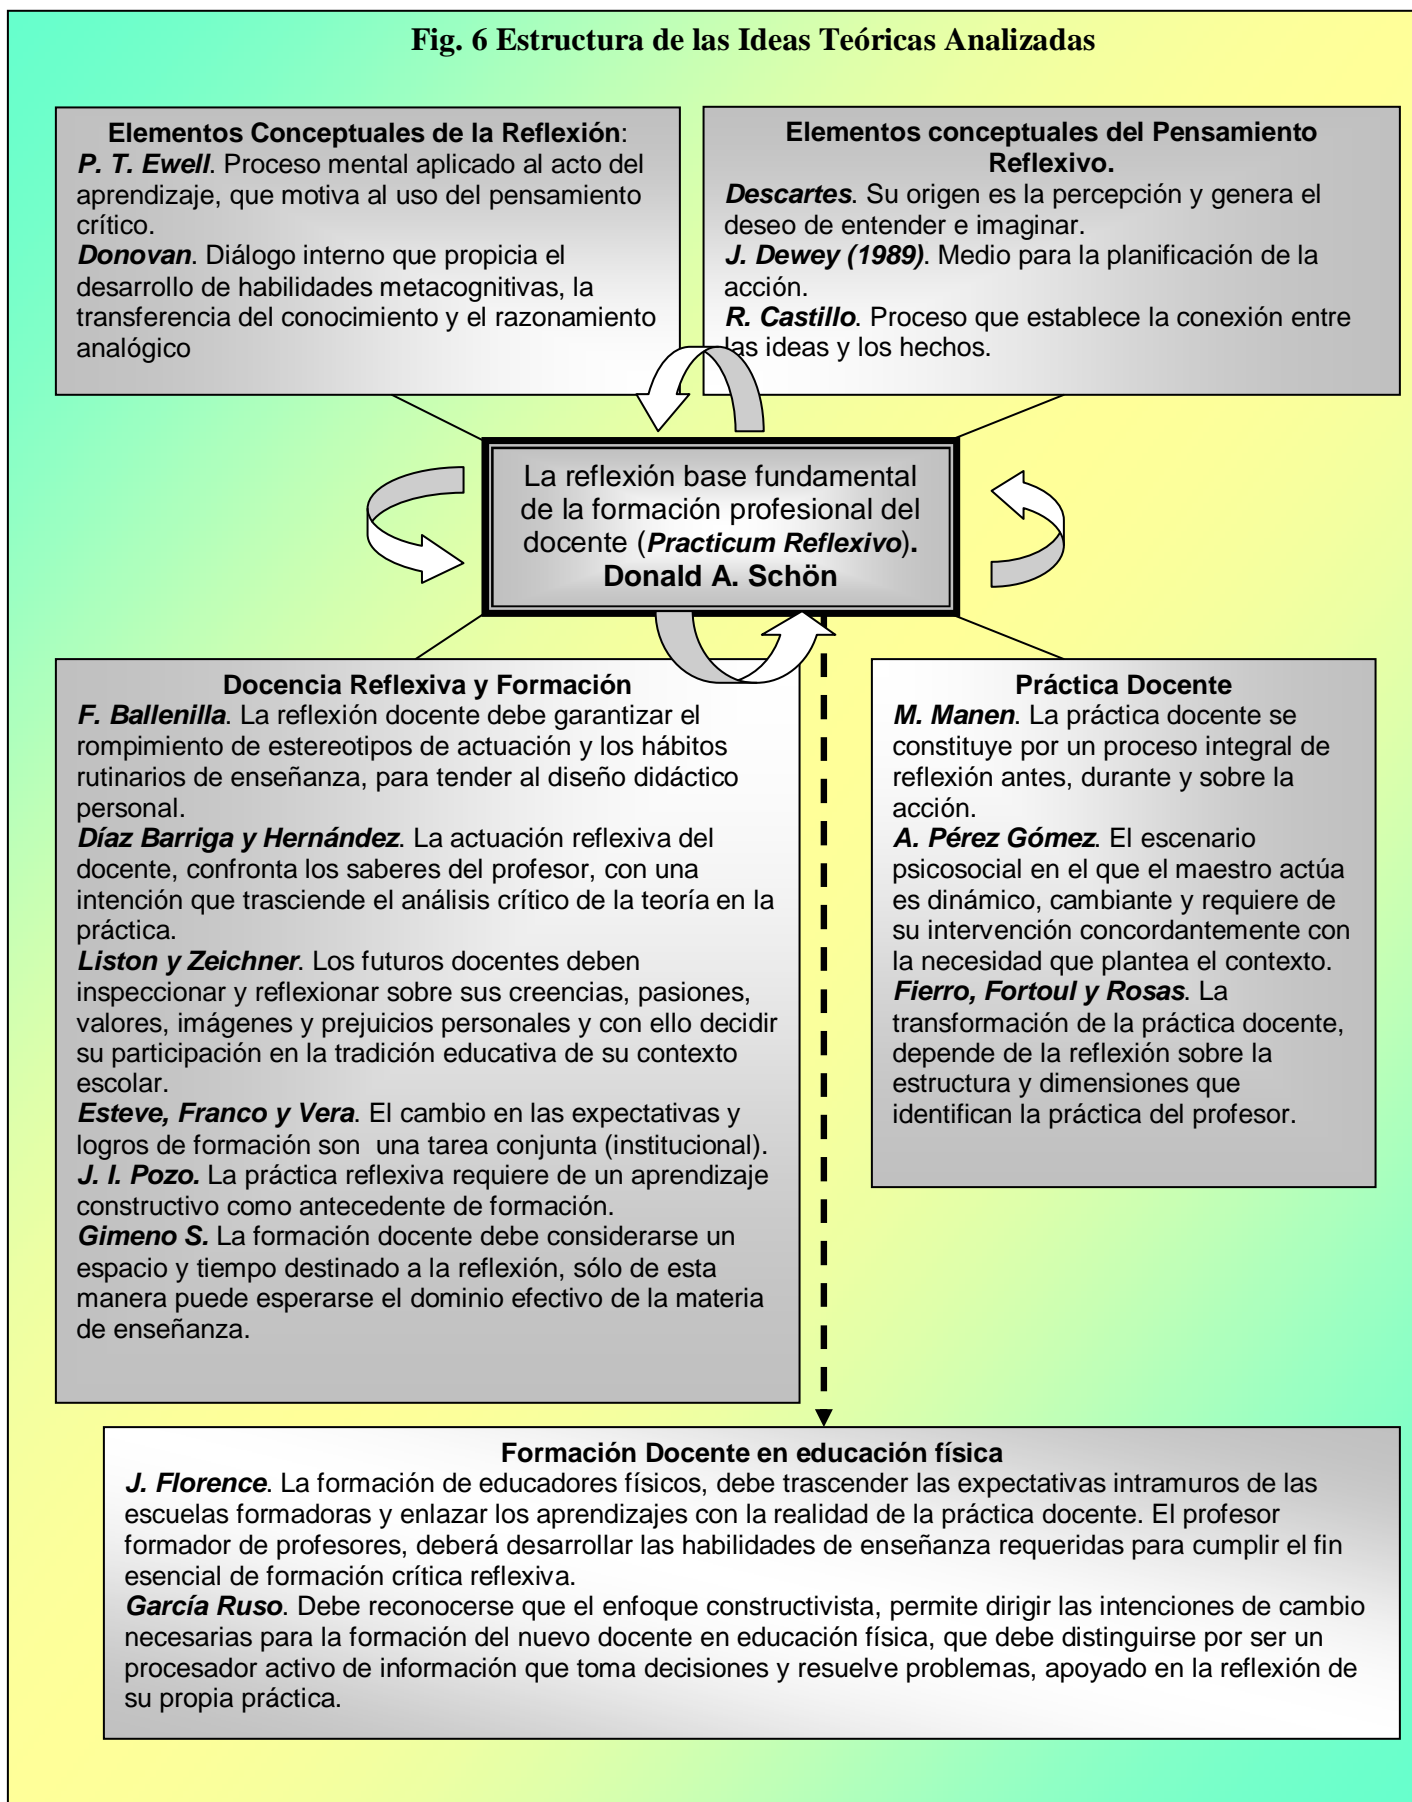 Fig. 6 Estructura de las Ideas Teóricas Analizadas
Elementos Conceptuales de la Reflexión:
P. T. Ewell. Proceso mental aplicado al acto del
aprendizaje, que motiva al uso del pensamiento
crítico.
Donovan. Diálogo interno que propicia el
desarrollo de habilidades metacognitivas, la
transferencia del conocimiento y el razonamiento
analógico
Elementos conceptuales del Pensamiento
Reflexivo.
Descartes. Su origen es la percepción y genera el
deseo de entender e imaginar.
J. Dewey (1989). Medio para la planificación de la
acción.
R. Castillo. Proceso que establece la conexión entre
las ideas y los hechos.
La reflexión base fundamental
de la formación profesional del
docente (Practicum Reflexivo).
Donald A. Schön
Docencia Reflexiva y Formación
F. Ballenilla. La reflexión docente debe garantizar el
rompimiento de estereotipos de actuación y los hábitos
rutinarios de enseñanza, para tender al diseño didáctico
personal.
Díaz Barriga y Hernández. La actuación reflexiva del
docente, confronta los saberes del profesor, con una
intención que trasciende el análisis crítico de la teoría en la
práctica.
Liston y Zeichner. Los futuros docentes deben
inspeccionar y reflexionar sobre sus creencias, pasiones,
valores, imágenes y prejuicios personales y con ello decidir
su participación en la tradición educativa de su contexto
escolar.
Esteve, Franco y Vera. El cambio en las expectativas y
logros de formación son una tarea conjunta (institucional).
J. I. Pozo. La práctica reflexiva requiere de un aprendizaje
constructivo como antecedente de formación.
Gimeno S. La formación docente debe considerarse un
espacio y tiempo destinado a la reflexión, sólo de esta
manera puede esperarse el dominio efectivo de la materia
de enseñanza.
Práctica Docente
M. Manen. La práctica docente se
constituye por un proceso integral de
reflexión antes, durante y sobre la
acción.
A. Pérez Gómez. El escenario
psicosocial en el que el maestro actúa
es dinámico, cambiante y requiere de
su intervención concordantemente con
la necesidad que plantea el contexto.
Fierro, Fortoul y Rosas. La
transformación de la práctica docente,
depende de la reflexión sobre la
estructura y dimensiones que
identifican la práctica del profesor.
Formación Docente en educación física
J. Florence. La formación de educadores físicos, debe trascender las expectativas intramuros de las
escuelas formadoras y enlazar los aprendizajes con la realidad de la práctica docente. El profesor
formador de profesores, deberá desarrollar las habilidades de enseñanza requeridas para cumplir el fin
esencial de formación crítica reflexiva.
García Ruso. Debe reconocerse que el enfoque constructivista, permite dirigir las intenciones de cambio
necesarias para la formación del nuevo docente en educación física, que debe distinguirse por ser un
procesador activo de información que toma decisiones y resuelve problemas, apoyado en la reflexión de
su propia práctica.